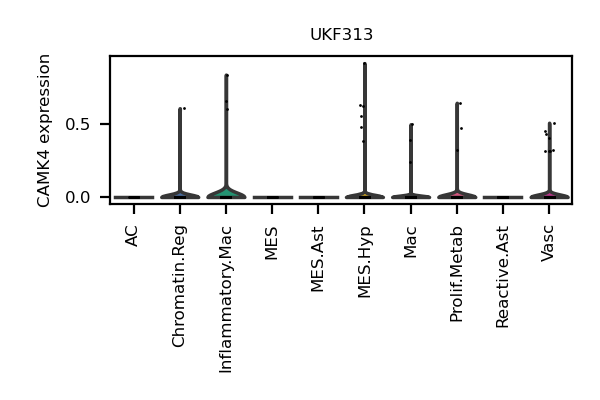 UKF313
CAMK4 expression
0.5
0.0
AC
Chromatin.Reg
Inflammatory.Mac
MES
MES.Ast
MES.Hyp
Mac
Prolif.Metab
Reactive.Ast
Vasc